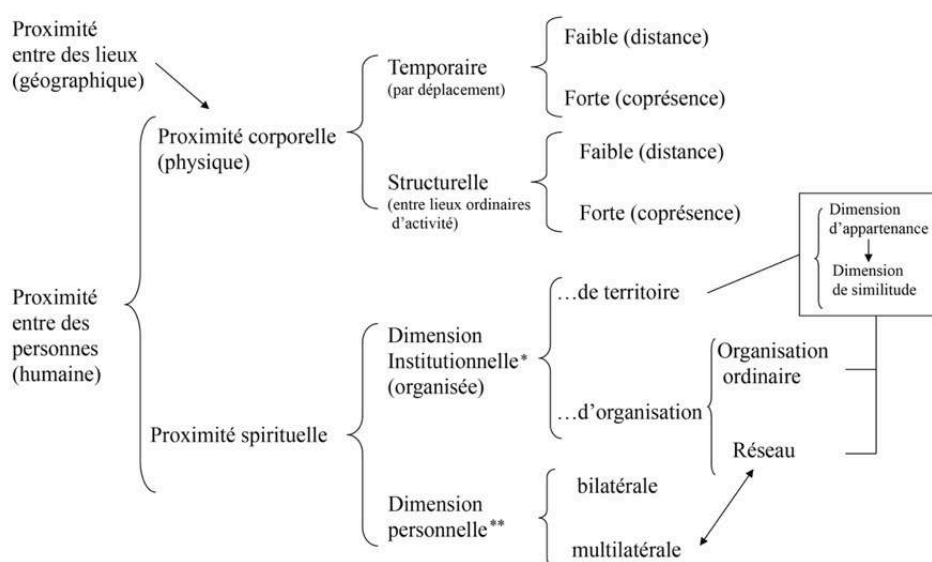 Proximité
entre des lieux
(géographique)
Proximité
entre des
personnes
(humaine)
Proximité corporelle
(physique)
Temporaire
(par déplacement)
Faible (distance)
Forte (coprésence)
Structurelle
(entre lieux ordinaires
d’activité)
Faible (distance)
Forte (coprésence)
Proximité spirituelle
Dimension
Institutionnelle*
(organisée)
…de territoire
…d’organisation
Organisation
ordinaire
Réseau
Dimension
d’appartenance
Dimension
de similitude
Dimension
personnelle**
bilatérale
multilatérale